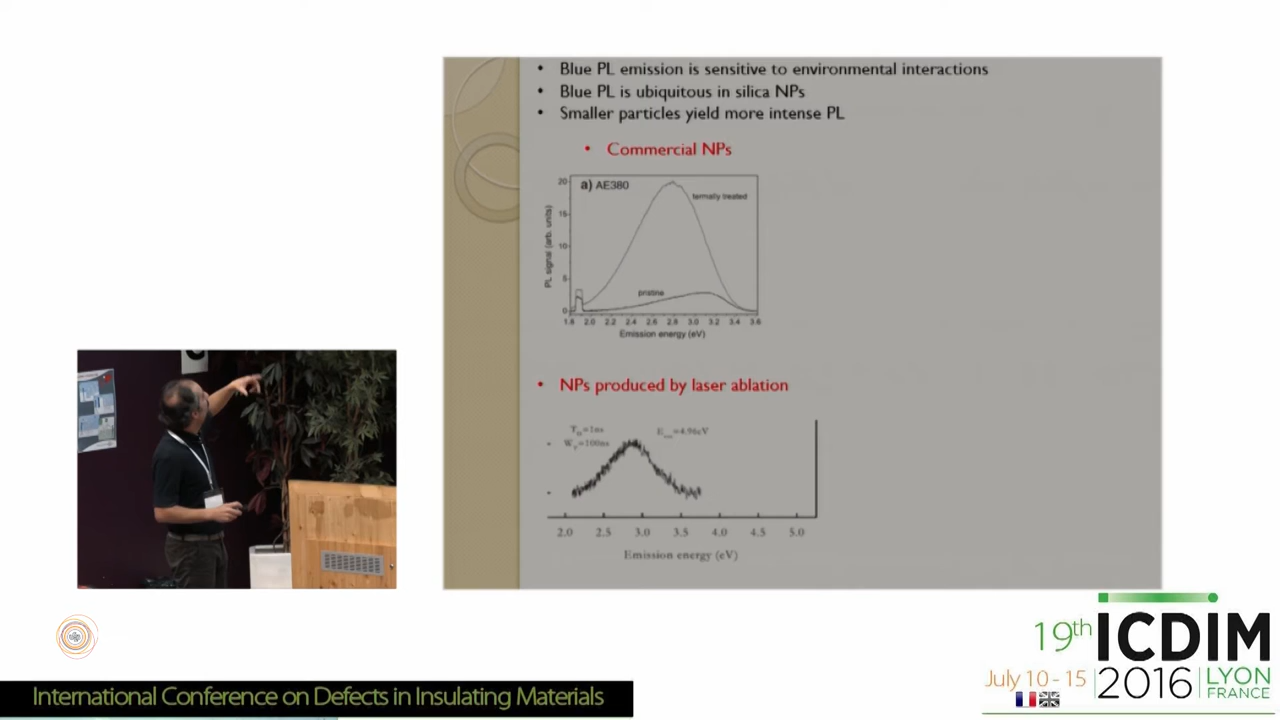 • Blue PL emission is sensitive to environmental interactions
• Blue PL is ubiquitous in silica NPs
• Smaller particles yield more intense PL
• Commercial NPs
a) AE380
termally treated
pristine
PL signal (arb. units)
20
15
10
5
0
1.8 2.0 2.2 2.4 2.6 2.8 3.0 3.2 3.4 3.6
Emission energy (eV)
• NPs produced by laser ablation
=1ns
=100ns
=4.96eV
2.0 2.5 3.0 3.5 4.0 4.5 5.0
Emission energy (eV)
19th ICDIM
July 10 - 15 2016 LYON
FRANCE
International Conference on Defects in Insulating Materials